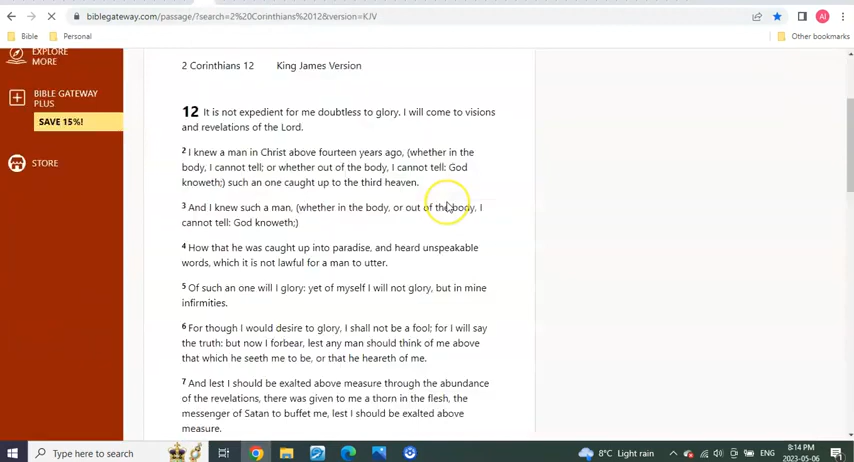 biblegateway.com/passage/?search=2%20Corinthians%2012&version=KJV
AI
Bible
Personal
Other bookmarks
EXPLORE
MORE
BIBLE GATEWAY
PLUS
SAVE 15%!
STORE
2 Corinthians 12 King James Version
12 It is not expedient for me doubtless to glory. I will come to visions
and revelations of the Lord.
2 I knew a man in Christ above fourteen years ago, (whether in the
body, I cannot tell; or whether out of the body, I cannot tell: God
knoweth;) such an one caught up to the third heaven.
3 And I knew such a man, (whether in the body, or out of the body, I
cannot tell: God knoweth;)
4 How that he was caught up into paradise, and heard unspeakable
words, which it is not lawful for a man to utter.
5 Of such an one will I glory: yet of myself I will not glory, but in mine
infirmities.
6 For though I would desire to glory, I shall not be a fool; for I will say
the truth: but now I forbear, lest any man should think of me above
that which he seeth me to be, or that he heareth of me.
7 And lest I should be exalted above measure through the abundance
of the revelations, there was given to me a thorn in the flesh, the
messenger of Satan to buffet me, lest I should be exalted above
measure.
Type here to search
8°C Light rain
ENG
8:14 PM
2023-05-06